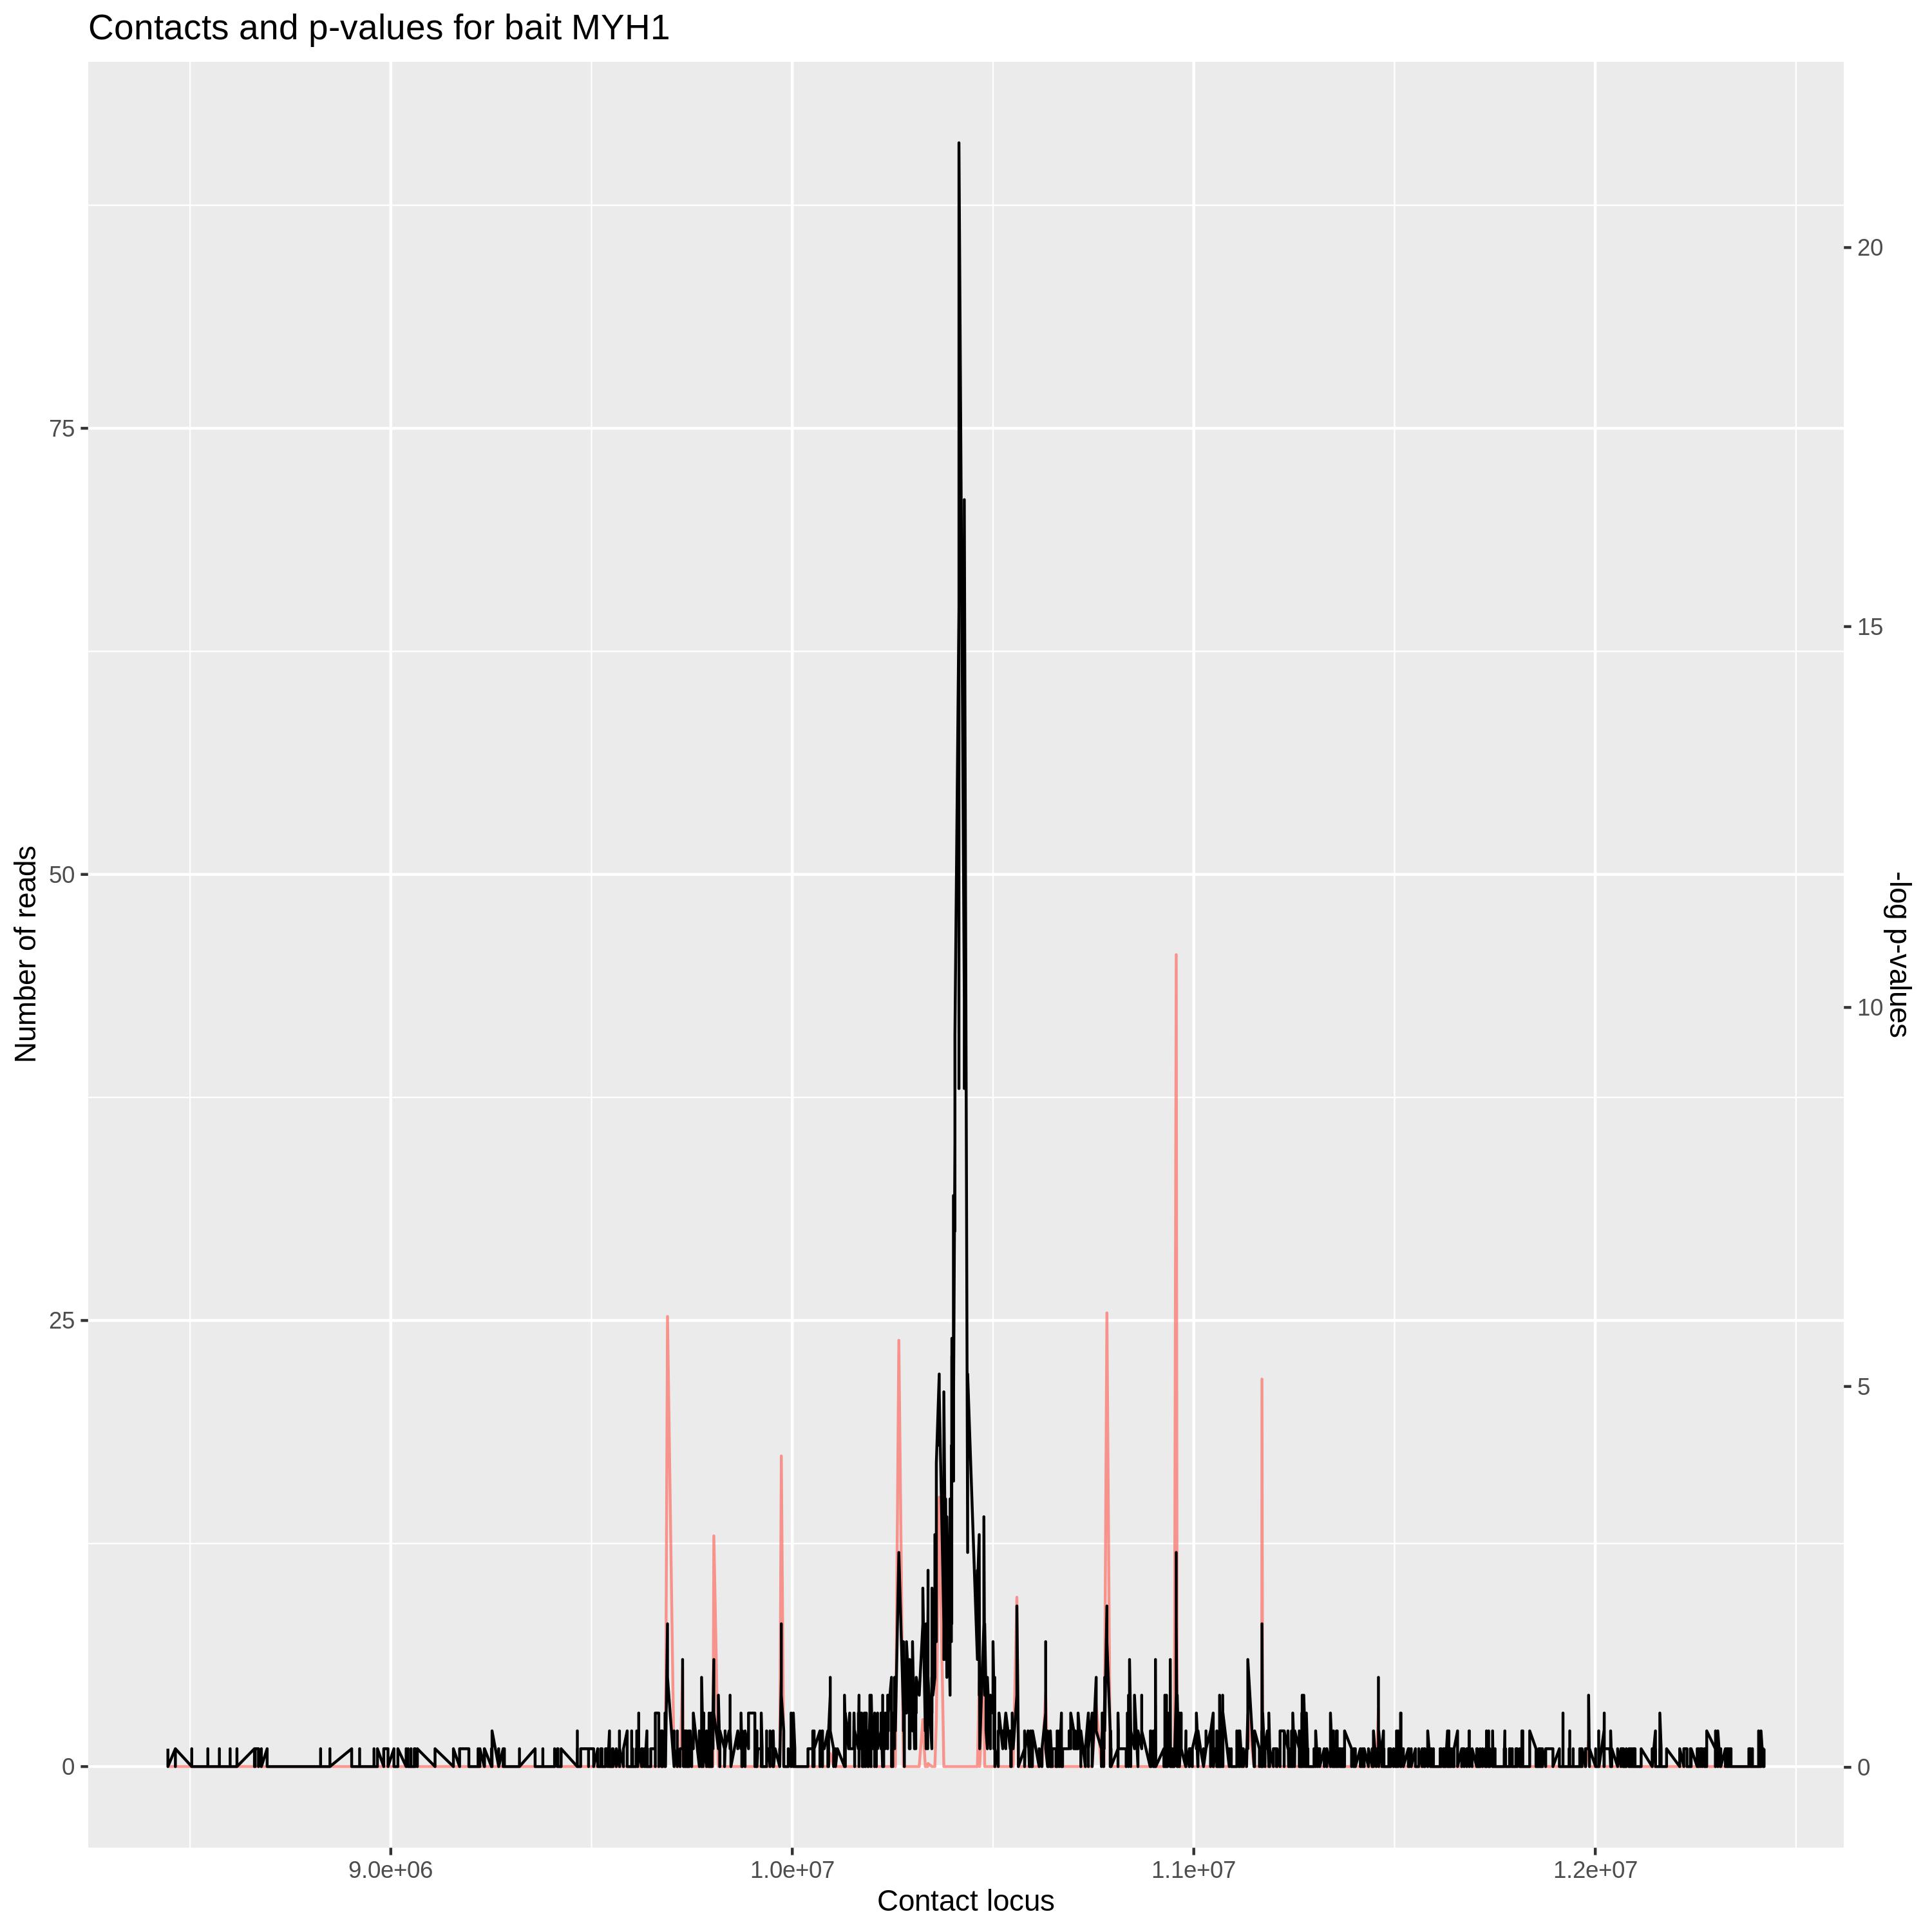 Contacts and p-values for bait MYH1
Number of reads
75
50
25
0
20
15
10
5
0
-log p-values
9.0e+06 1.0e+07 1.1e+07 1.2e+07
Contact locus